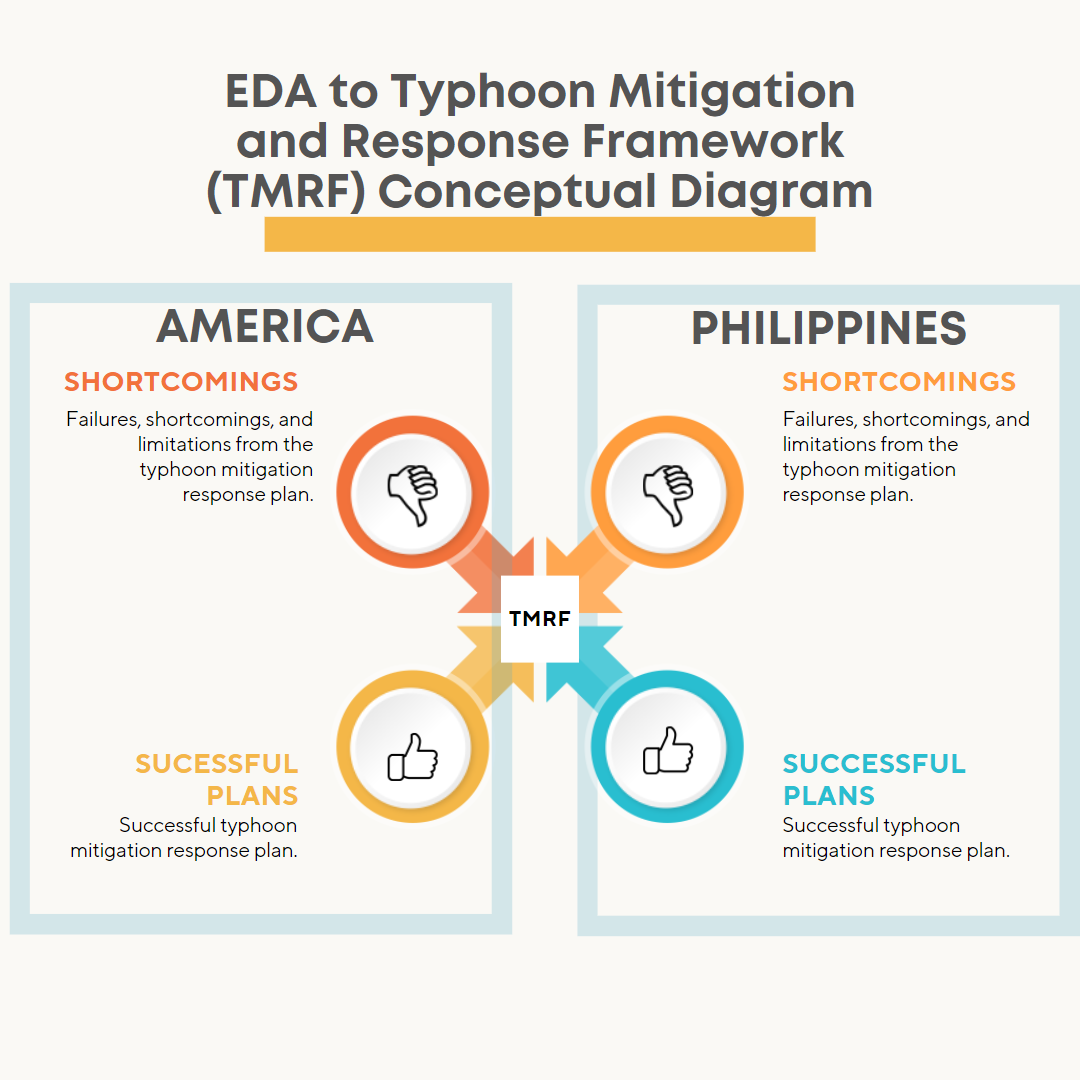 EDA to Typhoon Mitigation
and Response Framework
(TMRF) Conceptual Diagram
AMERICA
SHORTCOMINGS
Failures, shortcomings, and
limitations from the
typhoon mitigation
response plan.
SUCESSFUL
PLANS
Successful typhoon
mitigation response plan.
TMRF
PHILIPPINES
SHORTCOMINGS
Failures, shortcomings, and
limitations from the
typhoon mitigation
response plan.
SUCCESSFUL
PLANS
Successful typhoon
mitigation response plan.